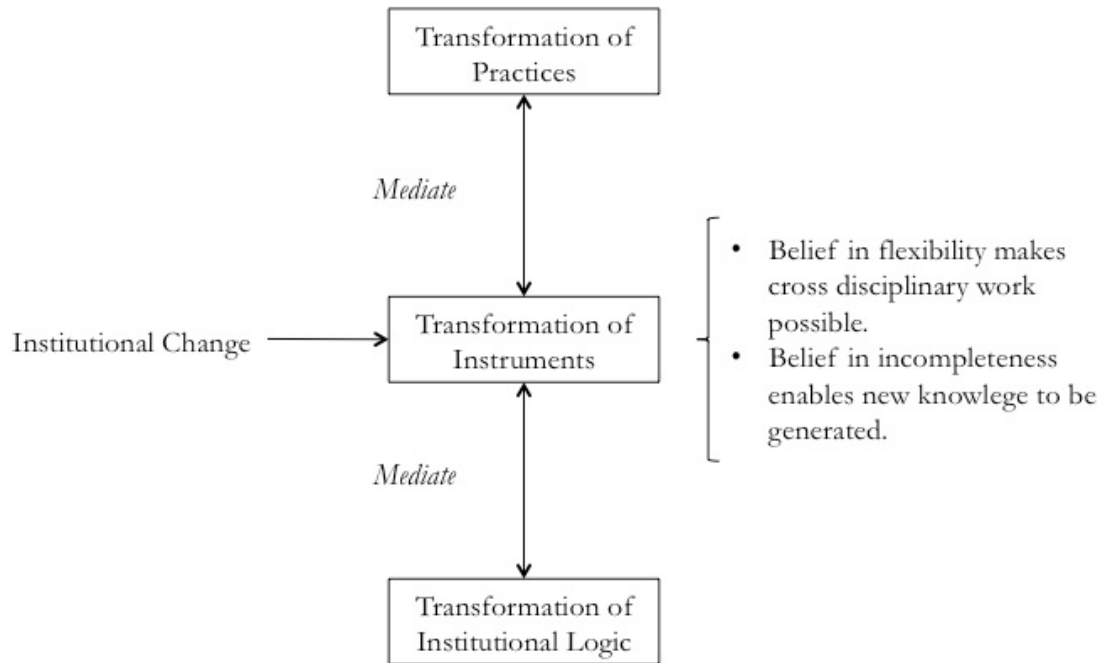 Transformation of
Practices
Mediate
Institutional Change
Transformation of
Instruments
• Belief in flexibility makes
cross disciplinary work
possible.
• Belief in incompleteness
enables new knowlege to be
generated.
Mediate
Transformation of
Institutional Logic